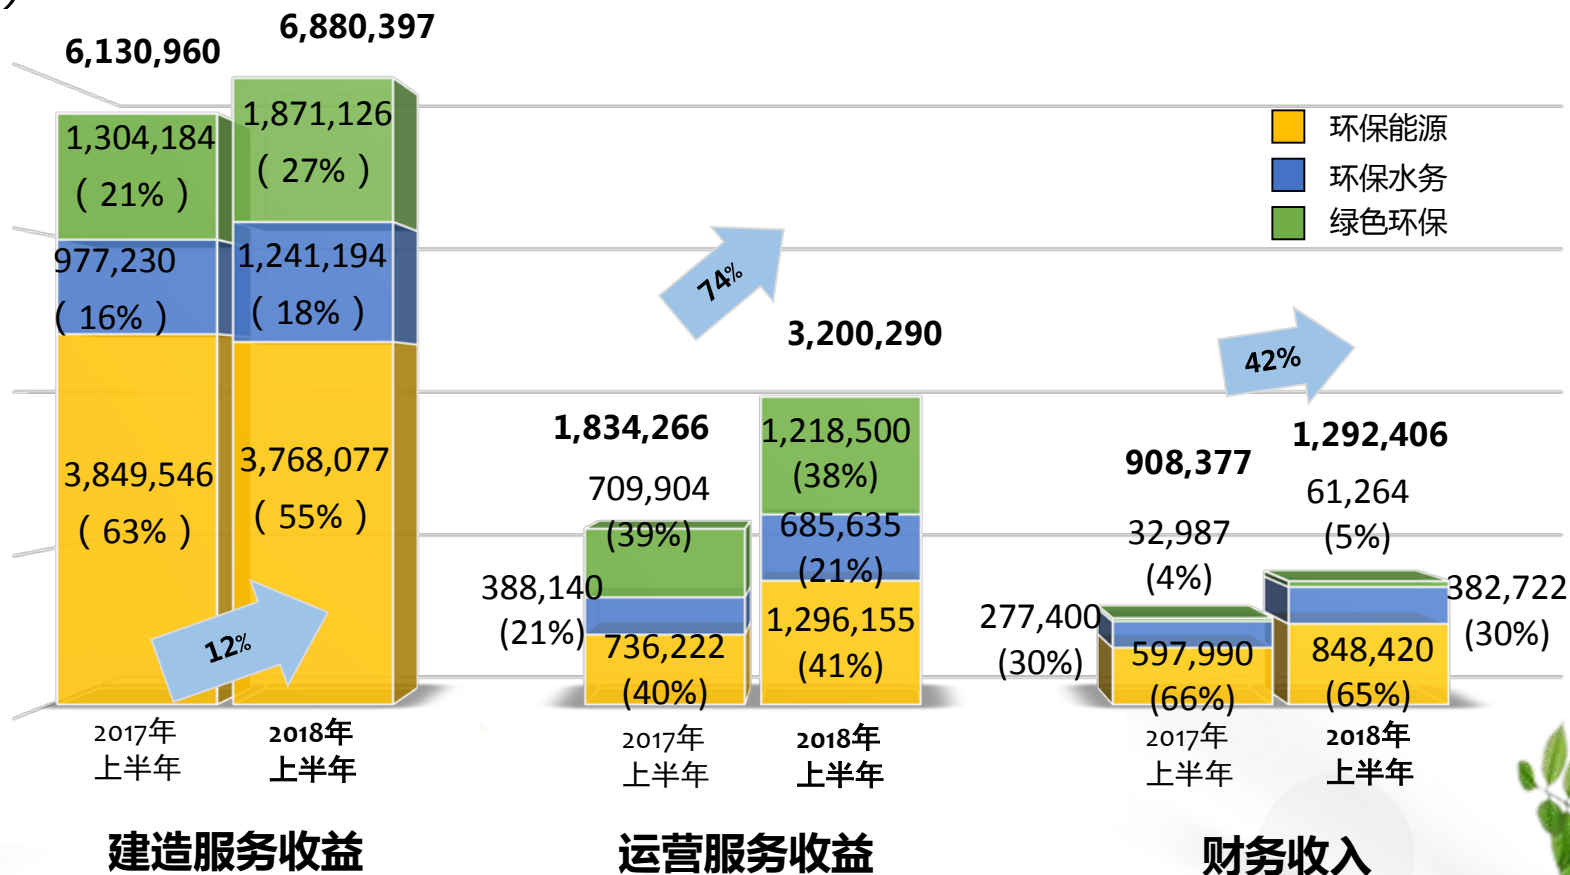 )
6,130,960
6,880,397
1,304,184
( 21% )
1,871,126
( 27% )
977,230
( 16% )
1,241,194
( 18% )
3,849,546
( 63% )
3,768,077
( 55% )
12%
2017年
上半年
2018年
上半年
建造服务收益
74%
1,834,266
3,200,290
709,904
(39%)
1,218,500
(38%)
388,140
(21%)
685,635
(21%)
736,222
(40%)
1,296,155
(41%)
2017年
上半年
2018年
上半年
运营服务收益
环保能源
环保水务
绿色环保
42%
908,377
1,292,406
32,987
(4%)
61,264
(5%)
277,400
(30%)
382,722
(30%)
597,990
(66%)
848,420
(65%)
2017年
上半年
2018年
上半年
财务收入